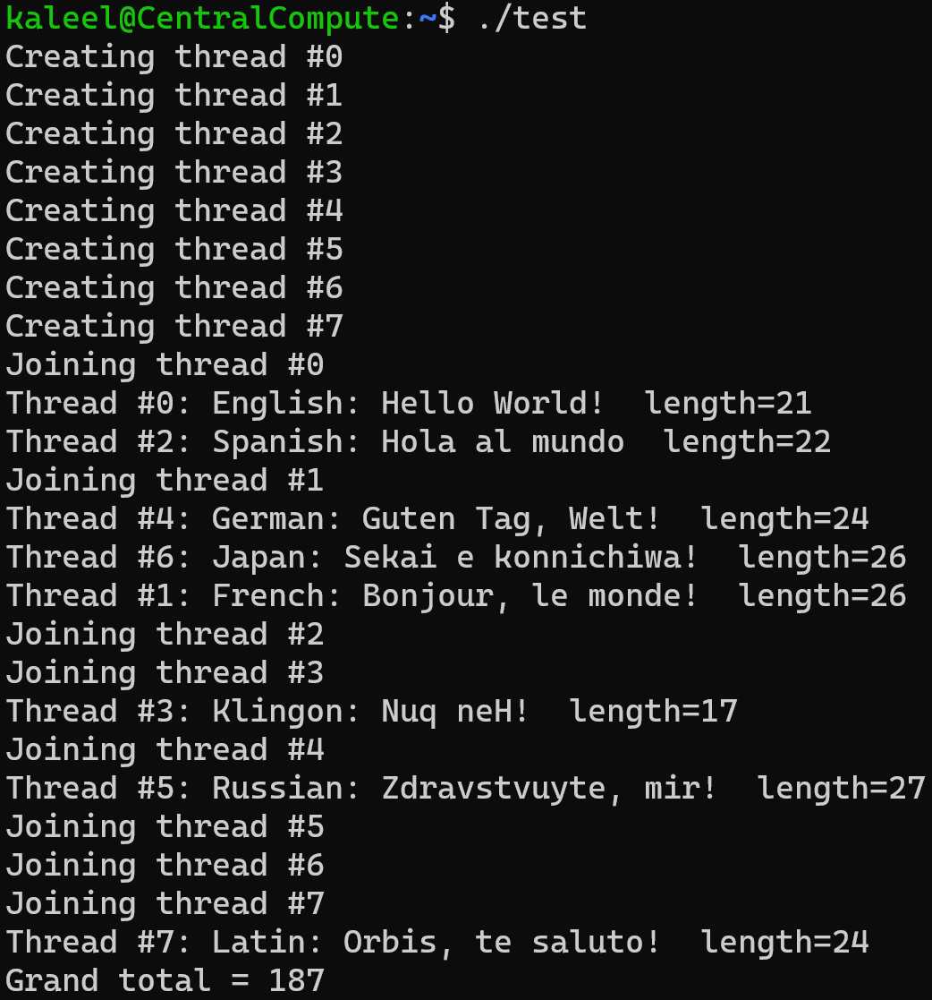 kaleel@CentralCompute:~$ ./test
Creating thread #0
Creating thread #1
Creating thread #2
Creating thread #3
Creating thread #4
Creating thread #5
Creating thread #6
Creating thread #7
Joining thread #0
Thread #0: English: Hello World!  length=21
Thread #2: Spanish: Hola al mundo  length=22
Joining thread #1
Thread #4: German: Guten Tag, Welt!  length=24
Thread #6: Japan: Sekai e konnichiwa!  length=26
Thread #1: French: Bonjour, le monde!  length=26
Joining thread #2
Joining thread #3
Thread #3: Klingon: Nuq neH!  length=17
Joining thread #4
Thread #5: Russian: Zdravstvuyte, mir!  length=27
Joining thread #5
Joining thread #6
Joining thread #7
Thread #7: Latin: Orbis, te saluto!  length=24
Grand total = 187